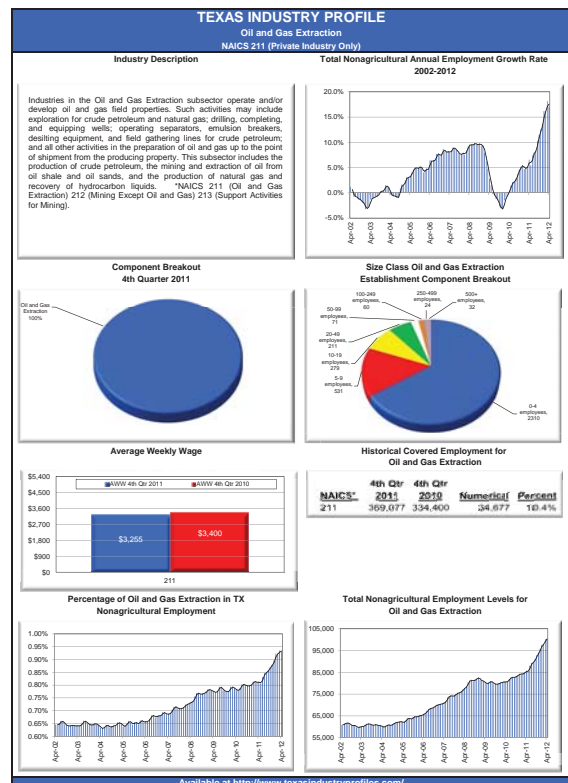 TEXAS INDUSTRY PROFILE
Oil and Gas Extraction
NAICS 211 (Private Industry Only)
Industry Description
Industries in the Oil and Gas Extraction subsector operate and/or
develop oil and gas field properties. Such activities may include
exploration for crude petroleum and natural gas; drilling, completing,
and equipping wells; operating separators, emulsion breakers,
desilting equipment, and field gathering lines for crude petroleum;
and all other activities in the preparation of oil and gas up to the point
of shipment from the producing property. This subsector includes the
production of crude petroleum, the mining and extraction of oil from
oil shale and oil sands, and the production of natural gas and
recovery of hydrocarbon liquids. *NAICS 211 (Oil and Gas
Extraction) 212 (Mining Except Oil and Gas) 213 (Support Activities
for Mining).
Total Nonagricultural Annual Employment Growth Rate
2002-2012
20.0%
15.0%
10.0%
5.0%
0.0%
-5.0%
Apr-02
Apr-03
Apr-04
Apr-05
Apr-06
Apr-07
Apr-08
Apr-09
Apr-10
Apr-11
Apr-12
Component Breakout
4th Quarter 2011
Oil and Gas
Extraction
100%
Size Class Oil and Gas Extraction
Establishment Component Breakout
100-249
employees,
60
250-499
employees,
24
500+
employees,
32
50-99
employees,
71
20-49
employees,
211
10-19
employees,
279
5-9
employees,
531
0-4
employees,
2310
Average Weekly Wage
$5,400
$4,500
$3,600
$2,700
$1,800
$900
$0
AWW 4th Qtr 2011
AWW 4th Qtr 2010
$3,255
$3,400
211
Historical Covered Employment for
Oil and Gas Extraction
4th Qtr 4th Qtr
NAICS* 2011 2010 Numerical Percent
211 369,077 334,400 34,677 10.4%
Percentage of Oil and Gas Extraction in TX
Nonagricultural Employment
1.00%
0.95%
0.90%
0.85%
0.80%
0.75%
0.70%
0.65%
0.60%
Apr-02
Apr-03
Apr-04
Apr-05
Apr-06
Apr-07
Apr-08
Apr-09
Apr-10
Apr-11
Apr-12
Total Nonagricultural Employment Levels for
Oil and Gas Extraction
105,000
95,000
85,000
75,000
65,000
55,000
Apr-02
Apr-03
Apr-04
Apr-05
Apr-06
Apr-07
Apr-08
Apr-09
Apr-10
Apr-11
Apr-12
Available at http://www.texasindustryprofiles.com/